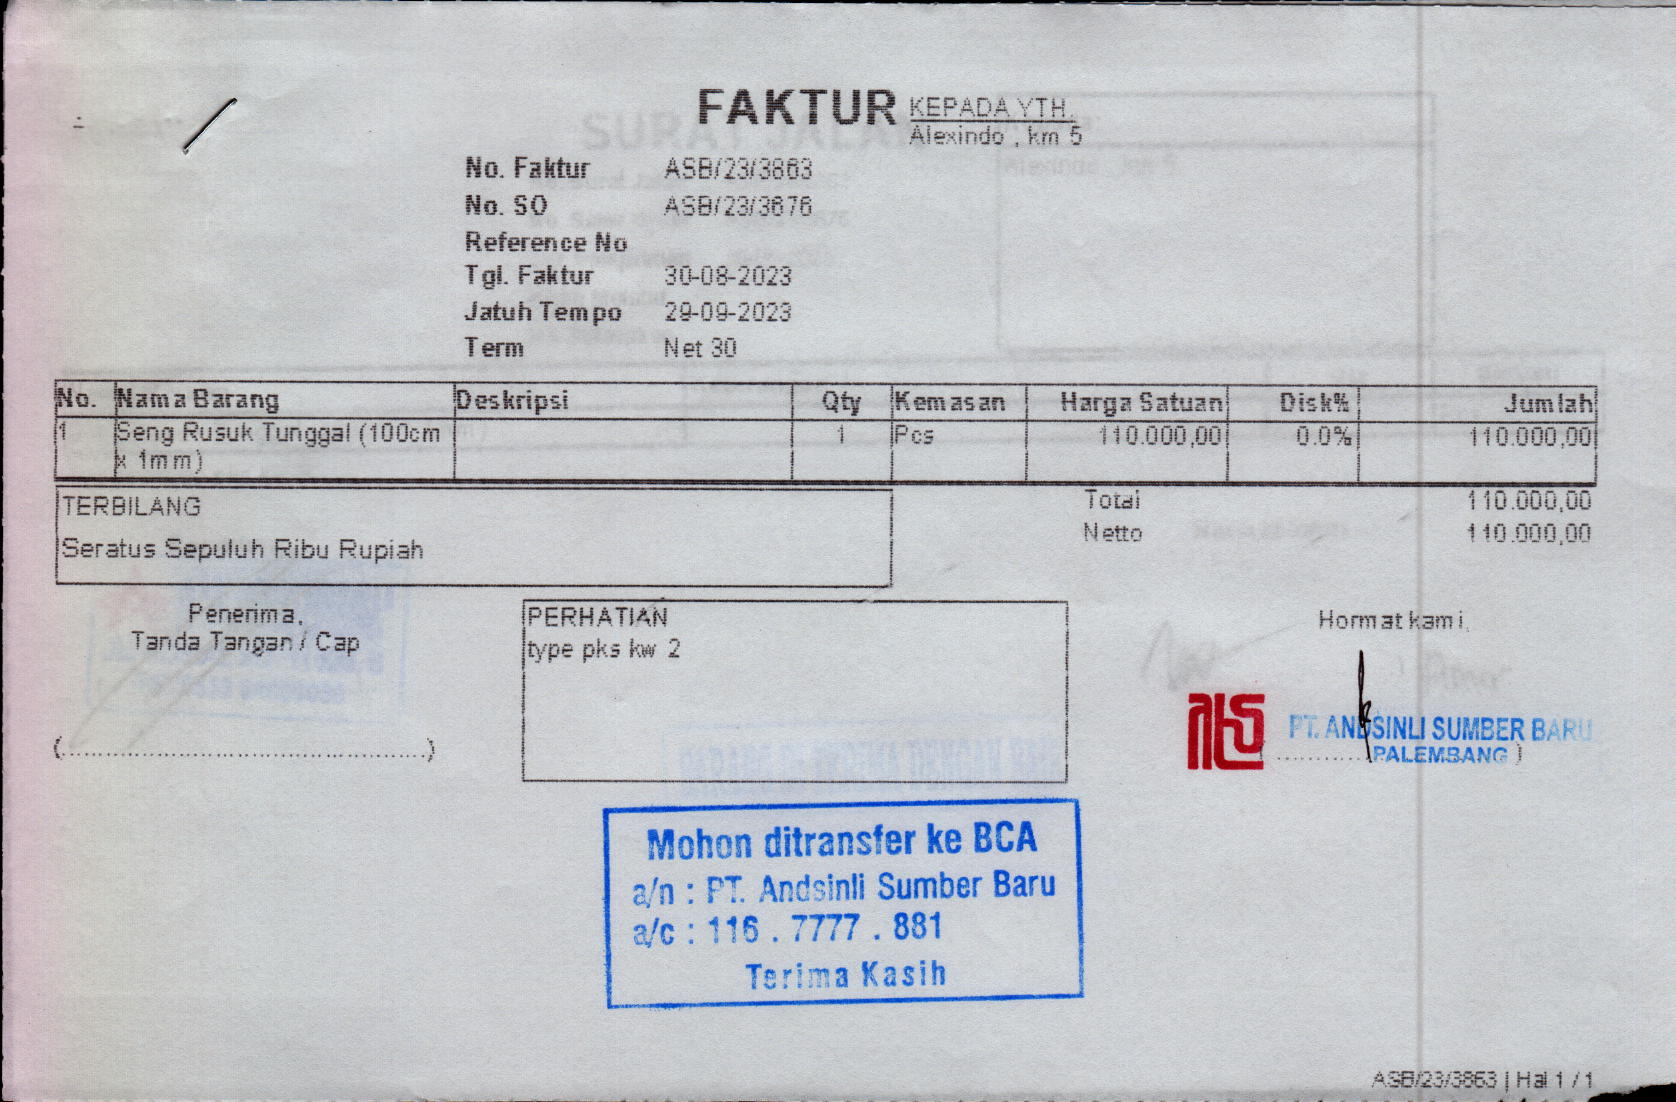 FAKTUR
KEPADA YTH.
Alexindo , km 5
No. Faktur ASB/23/3863
No. SO ASB/23/3676
Reference No
Tgl. Faktur 30-08-2023
Jatuh Tempo 29-09-2023
Term Net 30
No. Nama Barang Deskripsi Qty Kemasan Harga Satuan Disk% Jumlah
1 Seng Rusuk Tunggal (100cm 1 Pcs 110.000,00 0.0% 110.000,00
x 1mm)
TERBILANG
Seratus Sepuluh Ribu Rupiah
Total 110.000,00
Netto 110.000,00
Penerima,
Tanda Tangan / Cap
(................................................)
PERHATIAN
type pks kw 2
Hormat kami,
PT. ANDSINLI SUMBER BARU
PALEMBANG
Mohon ditransfer ke BCA
a/n : PT. Andsinli Sumber Baru
a/c : 116 . 7777 . 881
Terima Kasih
ASB/23/3863 | Hal 1 / 1